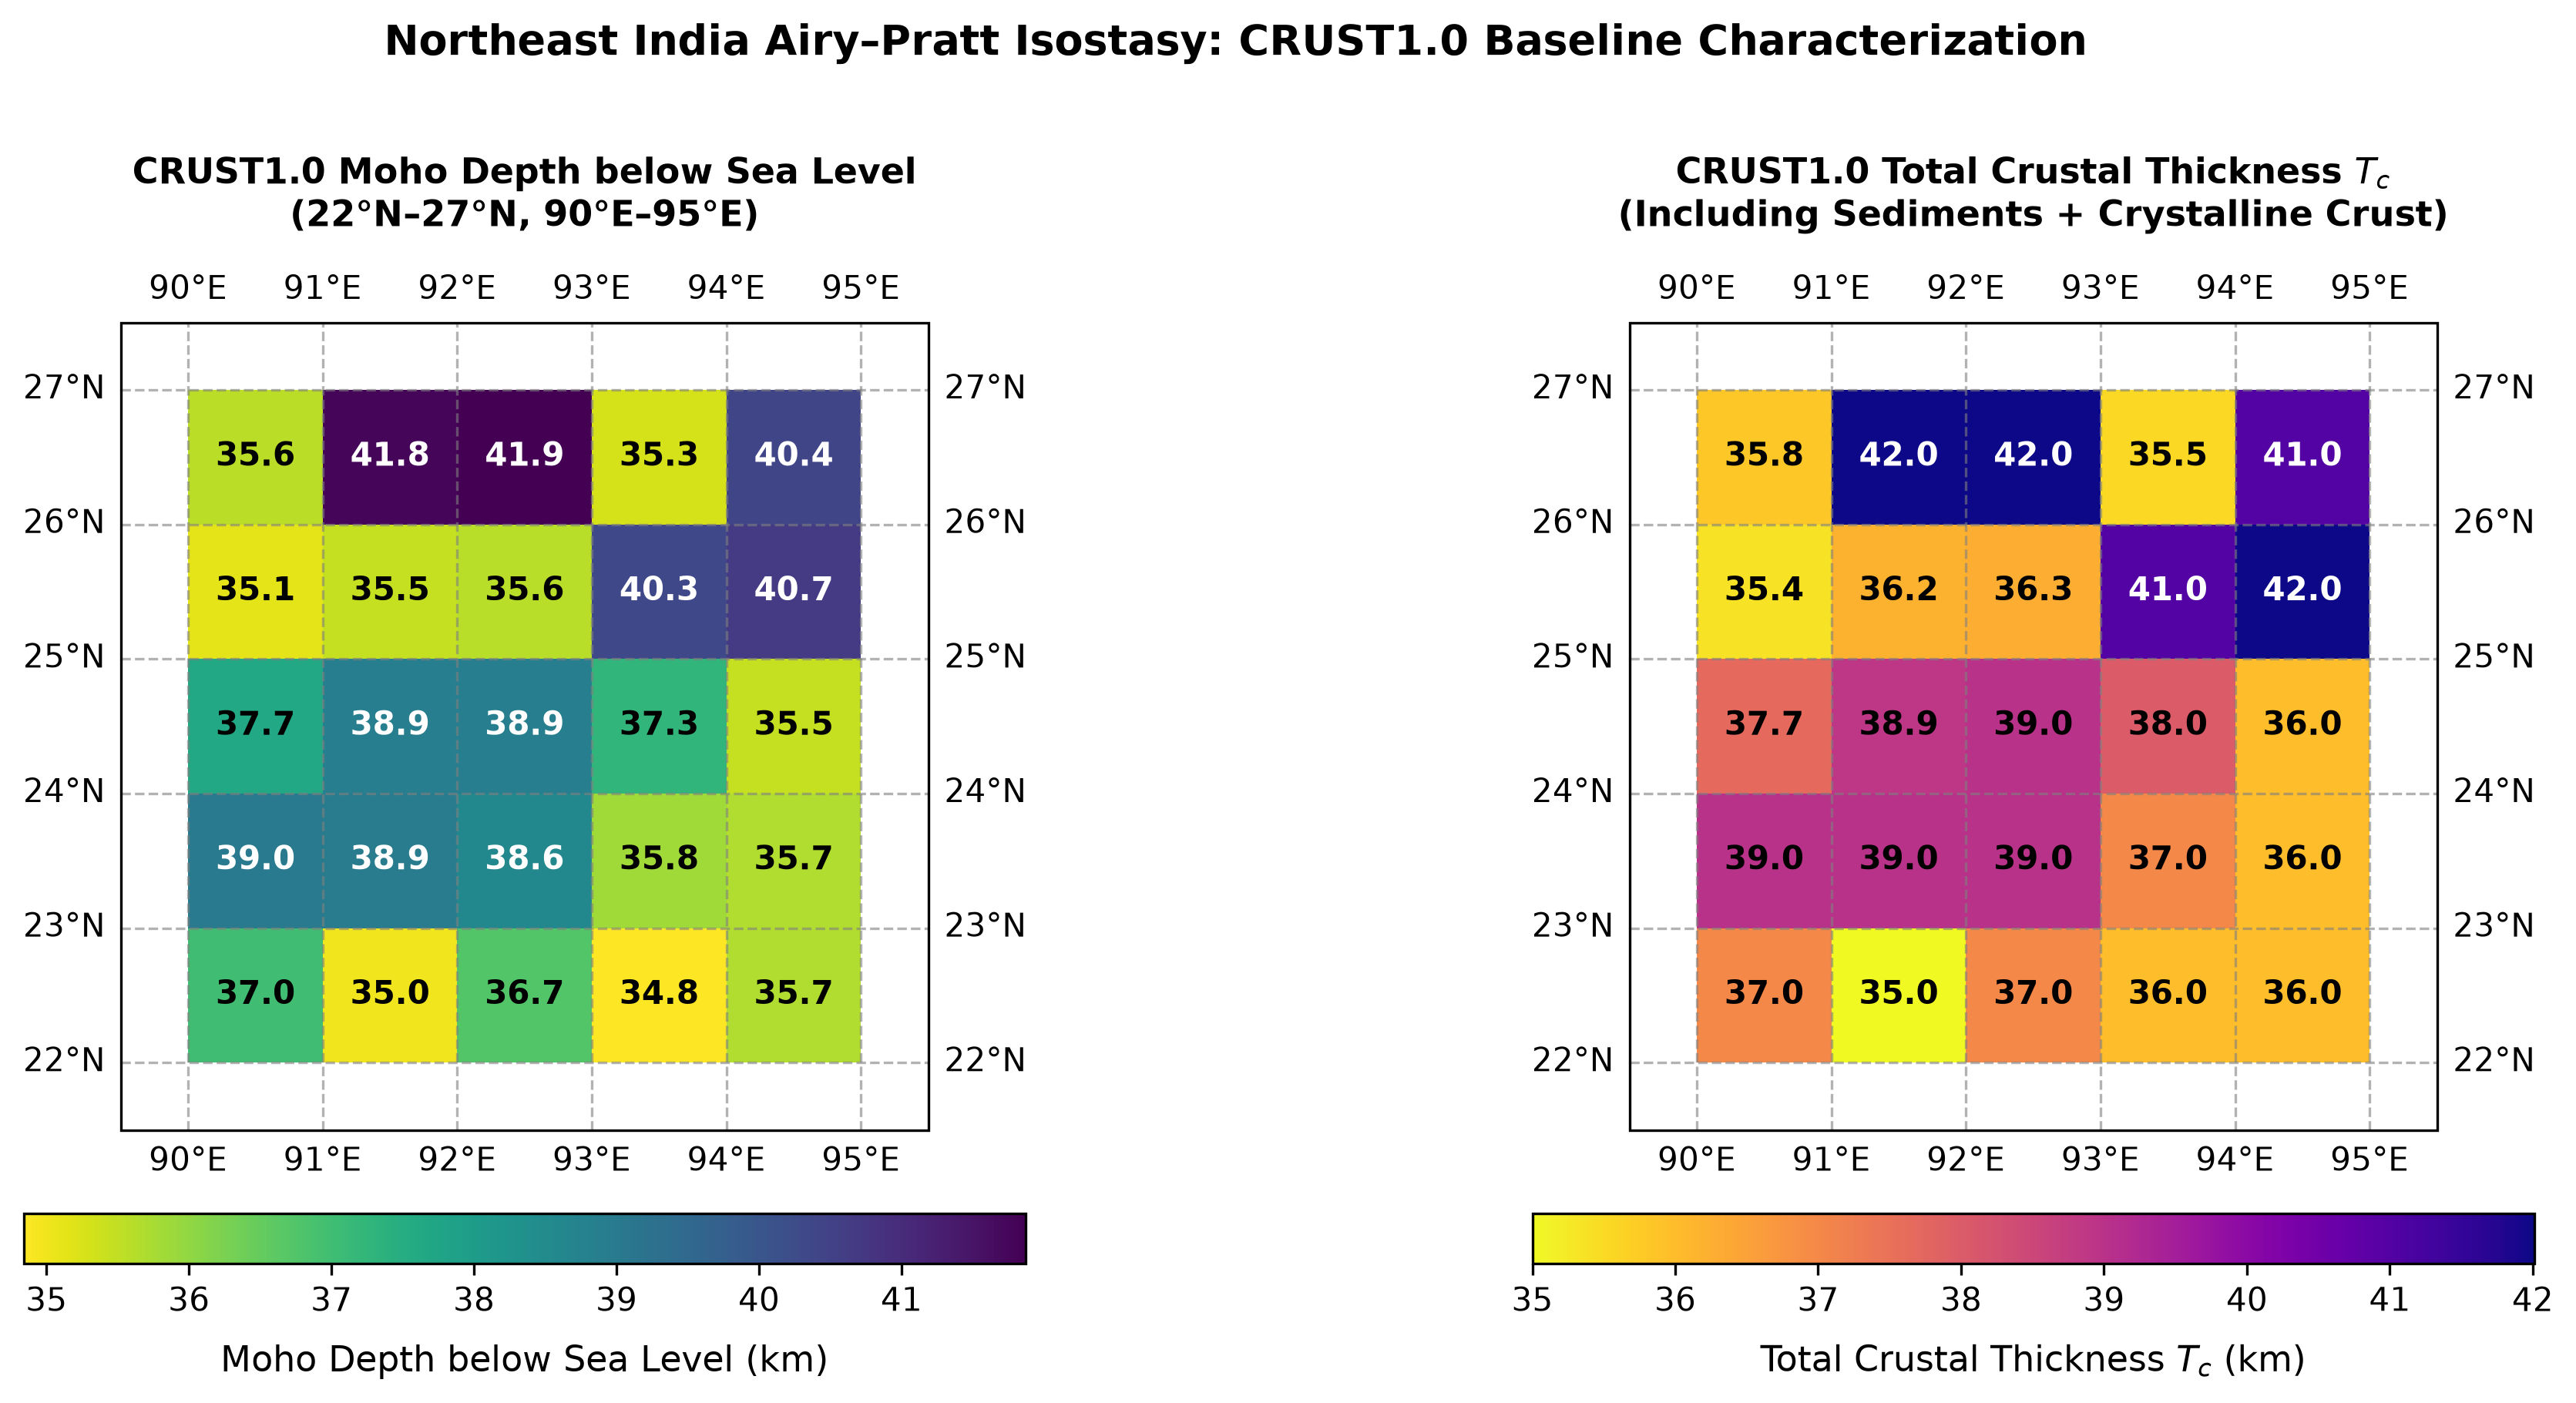 Northeast India Airy–Pratt Isostasy: CRUST1.0 Baseline Characterization
CRUST1.0 Moho Depth below Sea Level
(22°N–27°N, 90°E–95°E)
90°E 91°E 92°E 93°E 94°E 95°E
27°N 27°N
35.6 41.8 41.9 35.3 40.4
26°N 26°N
35.1 35.5 35.6 40.3 40.7
25°N 25°N
37.7 38.9 38.9 37.3 35.5
24°N 24°N
39.0 38.9 38.6 35.8 35.7
23°N 23°N
37.0 35.0 36.7 34.8 35.7
22°N 22°N
90°E 91°E 92°E 93°E 94°E 95°E
35 36 37 38 39 40 41
Moho Depth below Sea Level (km)
CRUST1.0 Total Crustal Thickness T_c
(Including Sediments + Crystalline Crust)
90°E 91°E 92°E 93°E 94°E 95°E
27°N 27°N
35.8 42.0 42.0 35.5 41.0
26°N 26°N
35.4 36.2 36.3 41.0 42.0
25°N 25°N
37.7 38.9 39.0 38.0 36.0
24°N 24°N
39.0 39.0 39.0 37.0 36.0
23°N 23°N
37.0 35.0 37.0 36.0 36.0
22°N 22°N
90°E 91°E 92°E 93°E 94°E 95°E
35 36 37 38 39 40 41 42
Total Crustal Thickness T_c (km)